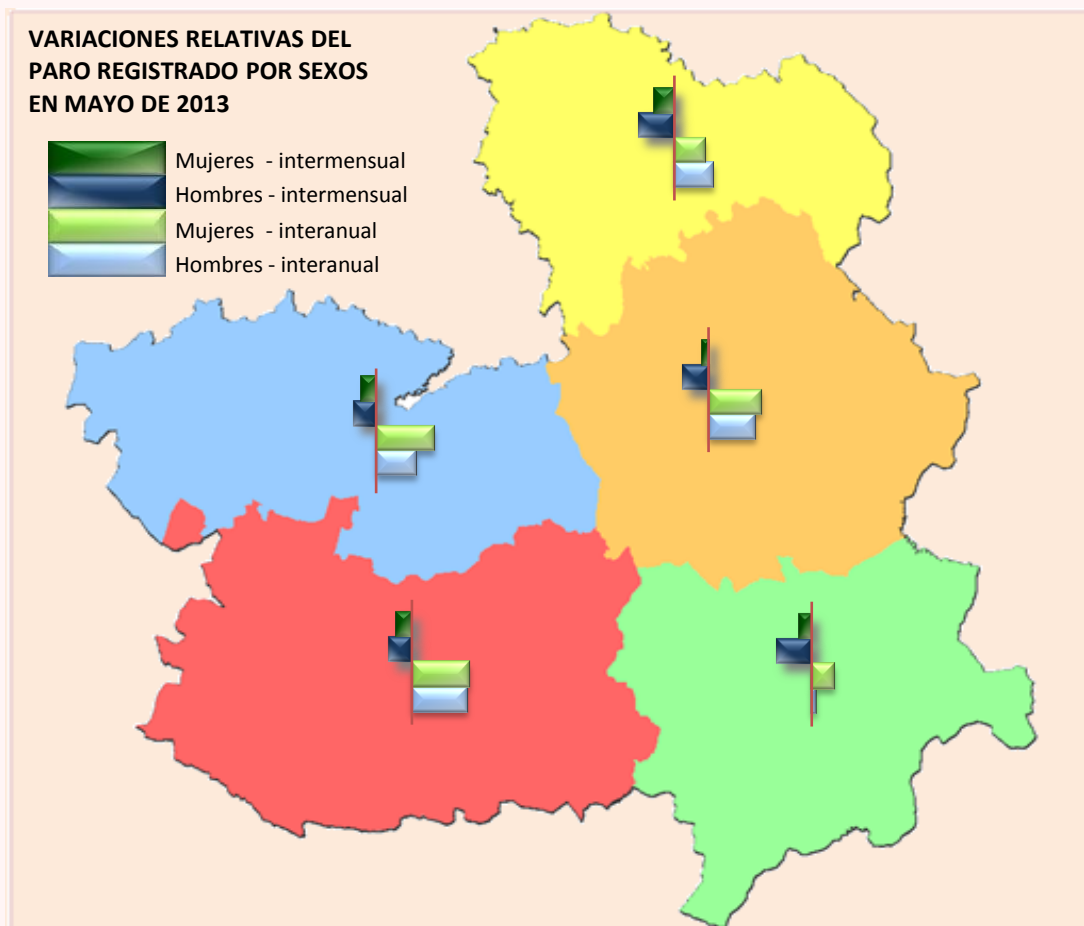 VARIACIONES RELATIVAS DEL
PARO REGISTRADO POR SEXOS
EN MAYO DE 2013
Mujeres - intermensual
Hombres - intermensual
Mujeres - interanual
Hombres - interanual